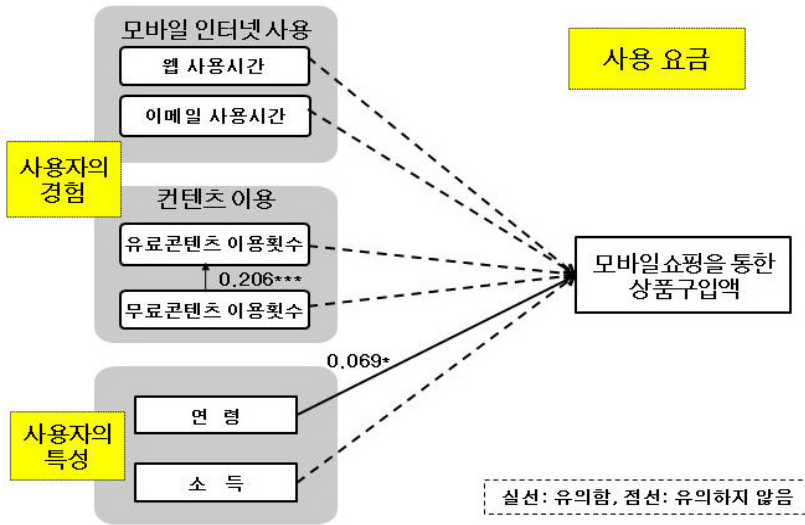 모바일 인터넷 사용
웹 사용시간
이메일 사용시간
사용 요금
사용자의
경험
컨텐츠 이용
유료콘텐츠 이용횟수
0.206***
무료콘텐츠 이용횟수
모바일쇼핑을 통한
상품구입액
0.069*
사용자의
특성
연 령
소 득
실선: 유의함, 점선: 유의하지 않음